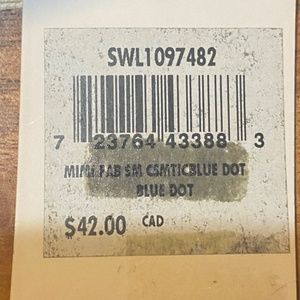 SWL1097482
7 23764 43388 3
MINI FAB SM CSMTICBLUE DOT
BLUE DOT
$42.00 CAD